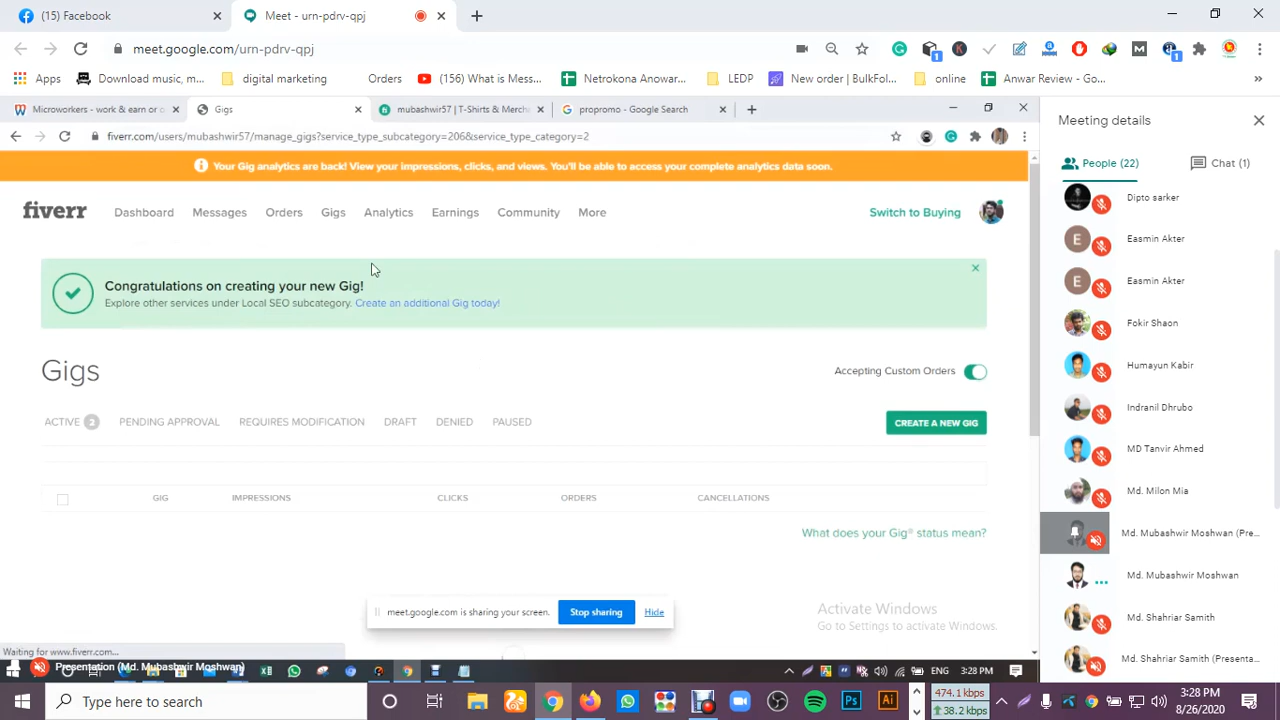 (15) Facebook
Meet - urn-pdrv-qpj
meet.google.com/urn-pdrv-qpj
Apps
Download music, m...
digital marketing
Orders
(156) What is Mess...
Netrokona Anowar...
LEDP
New order | BulkFol...
online
Anwar Review - Go...
Microworkers - work & earn or o
Gigs
mubashwir57 | T-Shirts & Merch
propromo - Google Search
fiverr.com/users/mubashwir57/manage_gigs?service_type_subcategory=206&service_type_category=2
Your Gig analytics are back! View your impressions, clicks, and views. You'll be able to access your complete analytics data soon.
fiverr
Dashboard
Messages
Orders
Gigs
Analytics
Earnings
Community
More
Switch to Buying
Congratulations on creating your new Gig!
Explore other services under Local SEO subcategory. Create an additional Gig today!
Gigs
Accepting Custom Orders
ACTIVE 2
PENDING APPROVAL
REQUIRES MODIFICATION
DRAFT
DENIED
PAUSED
CREATE A NEW GIG
GIG
IMPRESSIONS
CLICKS
ORDERS
CANCELLATIONS
What does your Gig® status mean?
meet.google.com is sharing your screen.
Stop sharing
Hide
Activate Windows
Go to Settings to activate Windows.
Waiting for www.fiverr.com...
Presentation (Md. Mubashwir Moshwan)
ENG
3:28 PM
Meeting details
People (22)
Chat (1)
Dipto sarker
E
Easmin Akter
E
Easmin Akter
Fokir Shaon
Humayun Kabir
Indranil Dhrubo
MD Tanvir Ahmed
Md. Milon Mia
Md. Mubashwir Moshwan (Pre...
Md. Mubashwir Moshwan
Md. Shahriar Samith
Md. Shahriar Samith (Presenta...
Type here to search
Ps
Ai
474.1 kbps
38.2 kbps
3:28 PM
8/26/2020